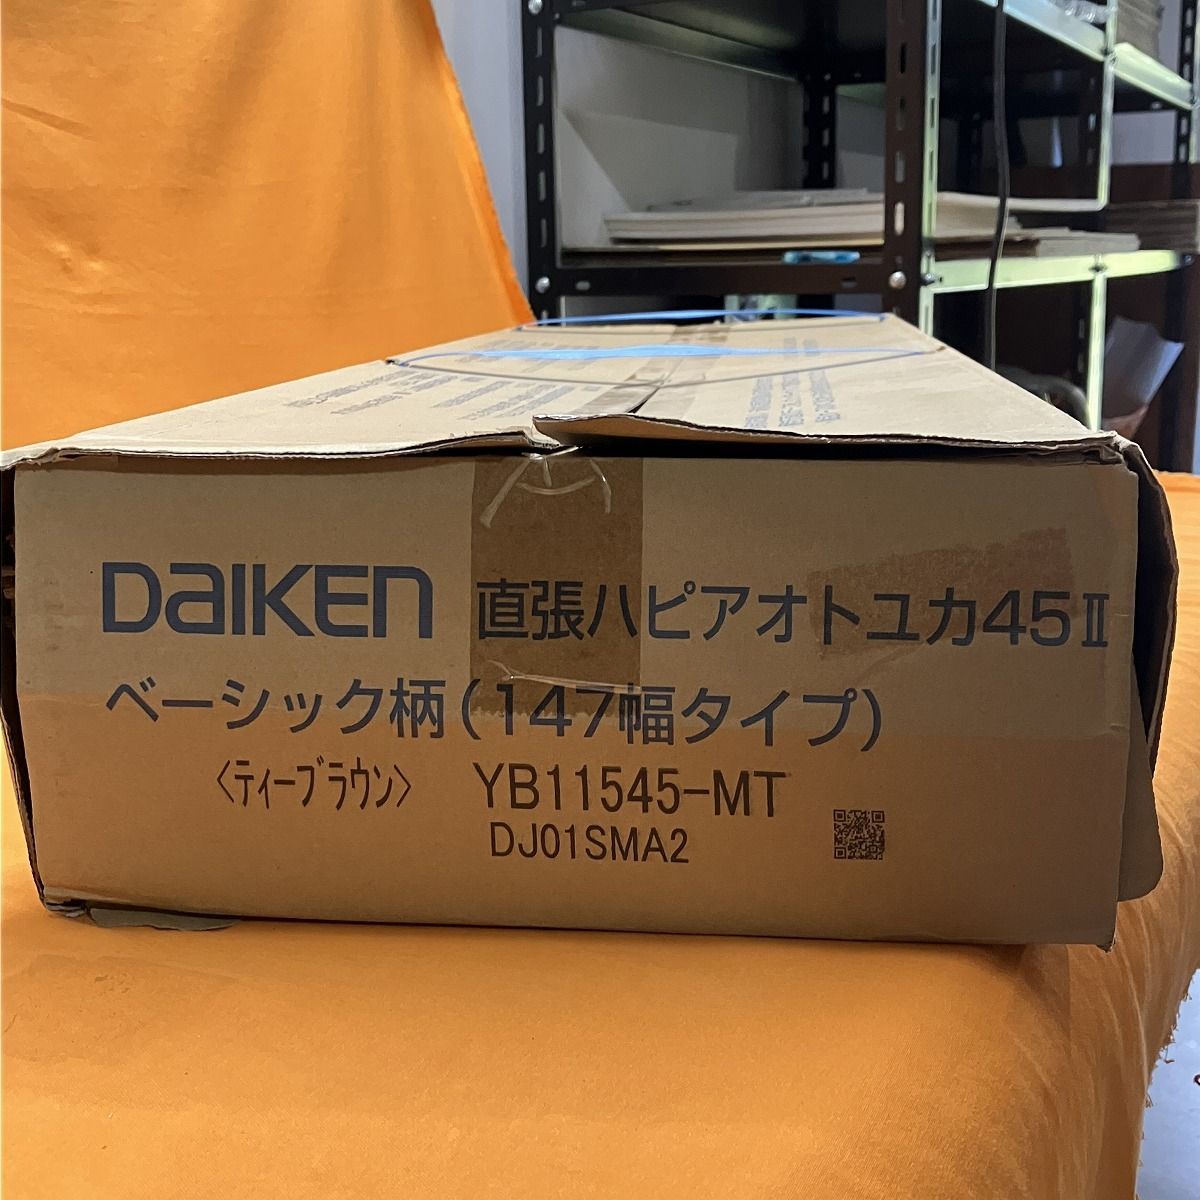 DAIKEN 直張ハピアオトユカ45Ⅱ
ベーシック柄(147幅タイプ)
〈ティーブラウン〉 YB11545-MT
DJ01SMA2